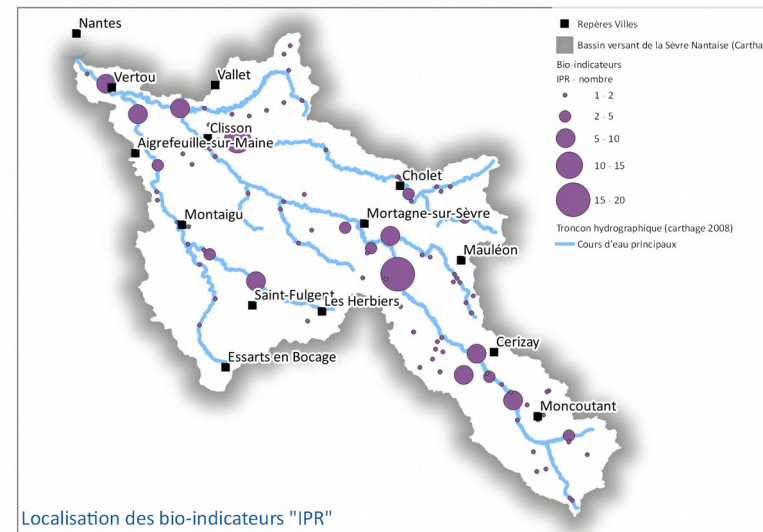 Nantes
Vertou
Vallet
Clisson
Aigrefeuille-sur-Maine
Cholet
Montaigu
Mortagne-sur-Sèvre
Mauléon
Saint-Fulgent
Les Herbiers
Cerizay
Essarts en Bocage
Moncoutant
Localisation des bio-indicateurs "IPR"
Repères Villes
Bassin versant de la Sèvre Nantaise (Cartha
Bio-indicateurs
IPR - nombre
1 - 2
2 - 5
5 - 10
10 - 15
15 - 20
Troncon hydrographique (carthage 2008)
Cours d'eau principaux